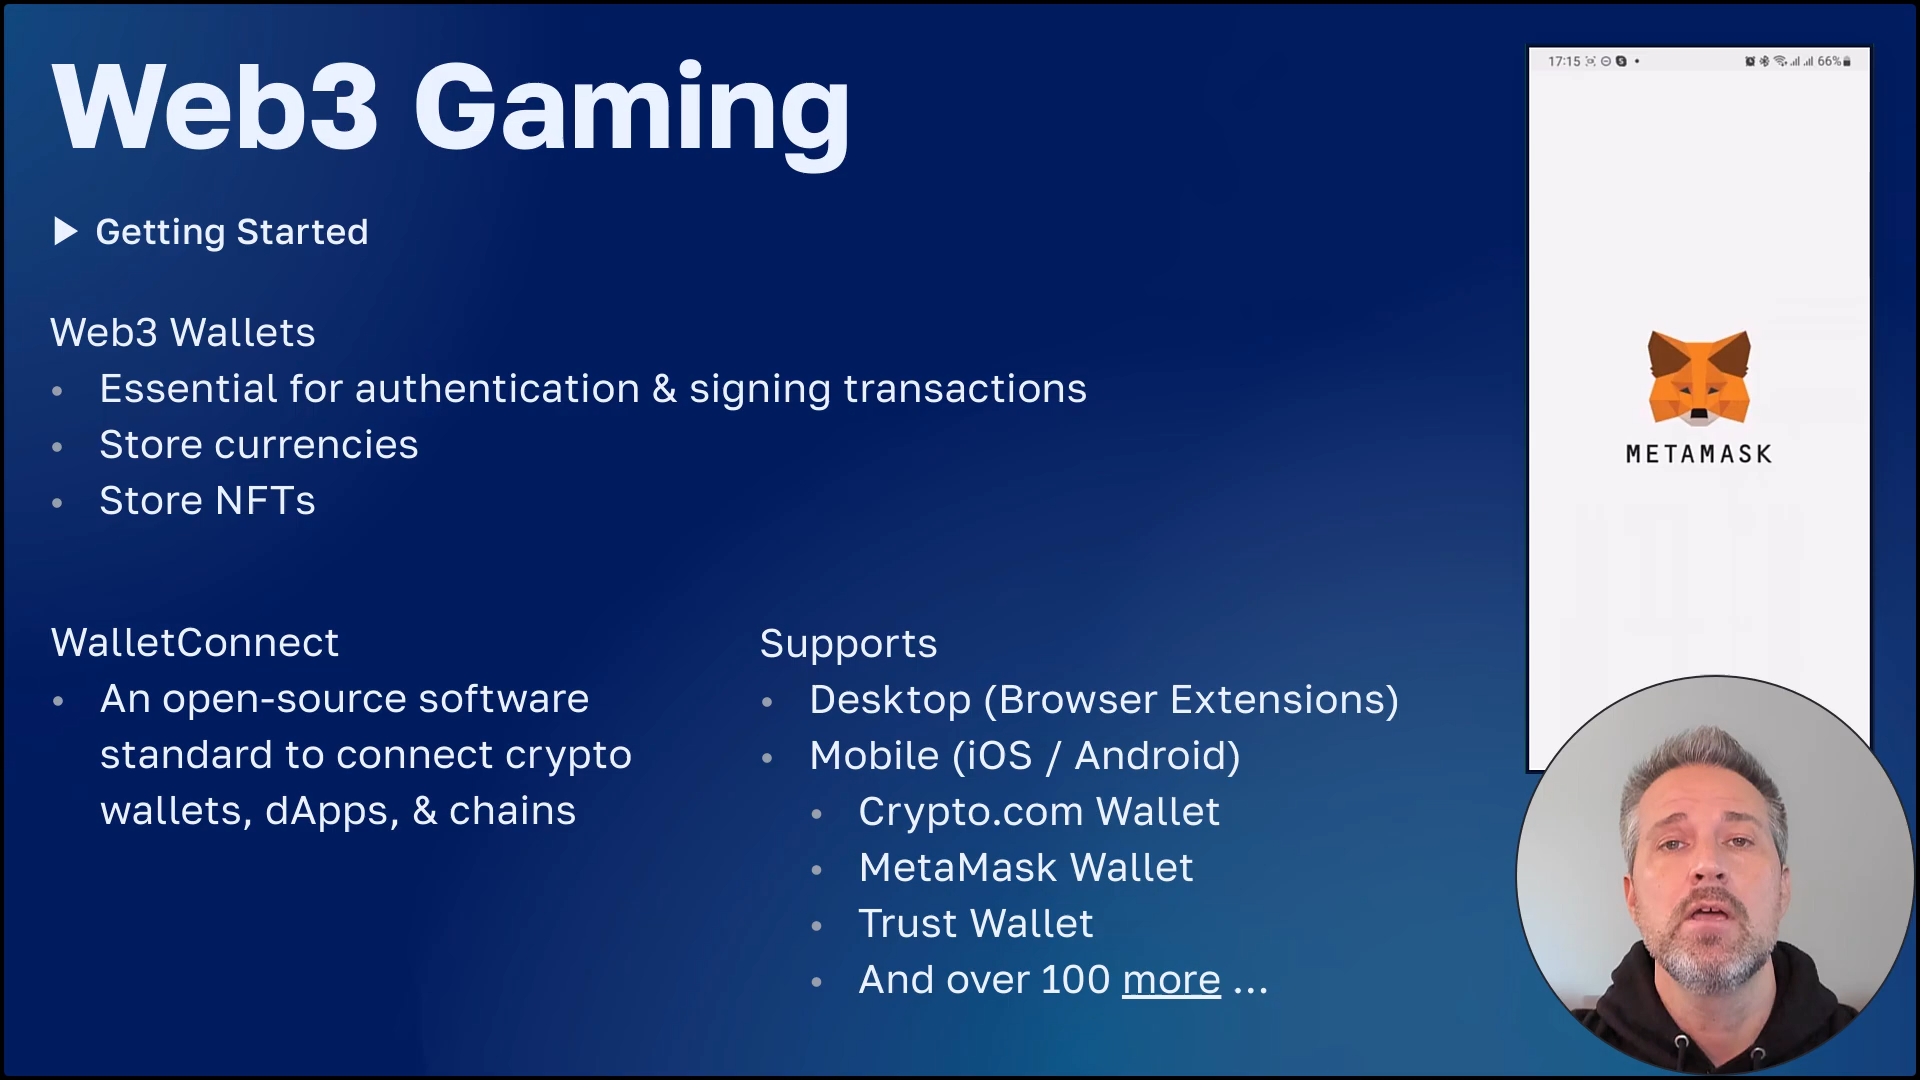 Web3 Gaming
Getting Started
Web3 Wallets
• Essential for authentication & signing transactions
• Store currencies
• Store NFTs
WalletConnect
• An open-source software
standard to connect crypto
wallets, dApps, & chains
Supports
• Desktop (Browser Extensions)
• Mobile (iOS / Android)
• Crypto.com Wallet
• MetaMask Wallet
• Trust Wallet
• And over 100 more ...
17:15 66%
METAMASK